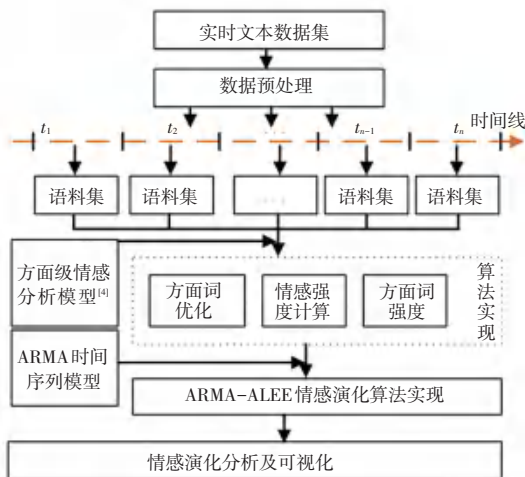 实时文本数据集
数据预处理
t₁ t₂ ... tₙ₋₁ tₙ 时间线
语料集 语料集 ... 语料集 语料集
方面级情感
分析模型[4]
方面词
优化
情感强
度计算
方面词
强度
算法实现
ARMA时间
序列模型
ARMA-ALEE情感演化算法实现
情感演化分析及可视化